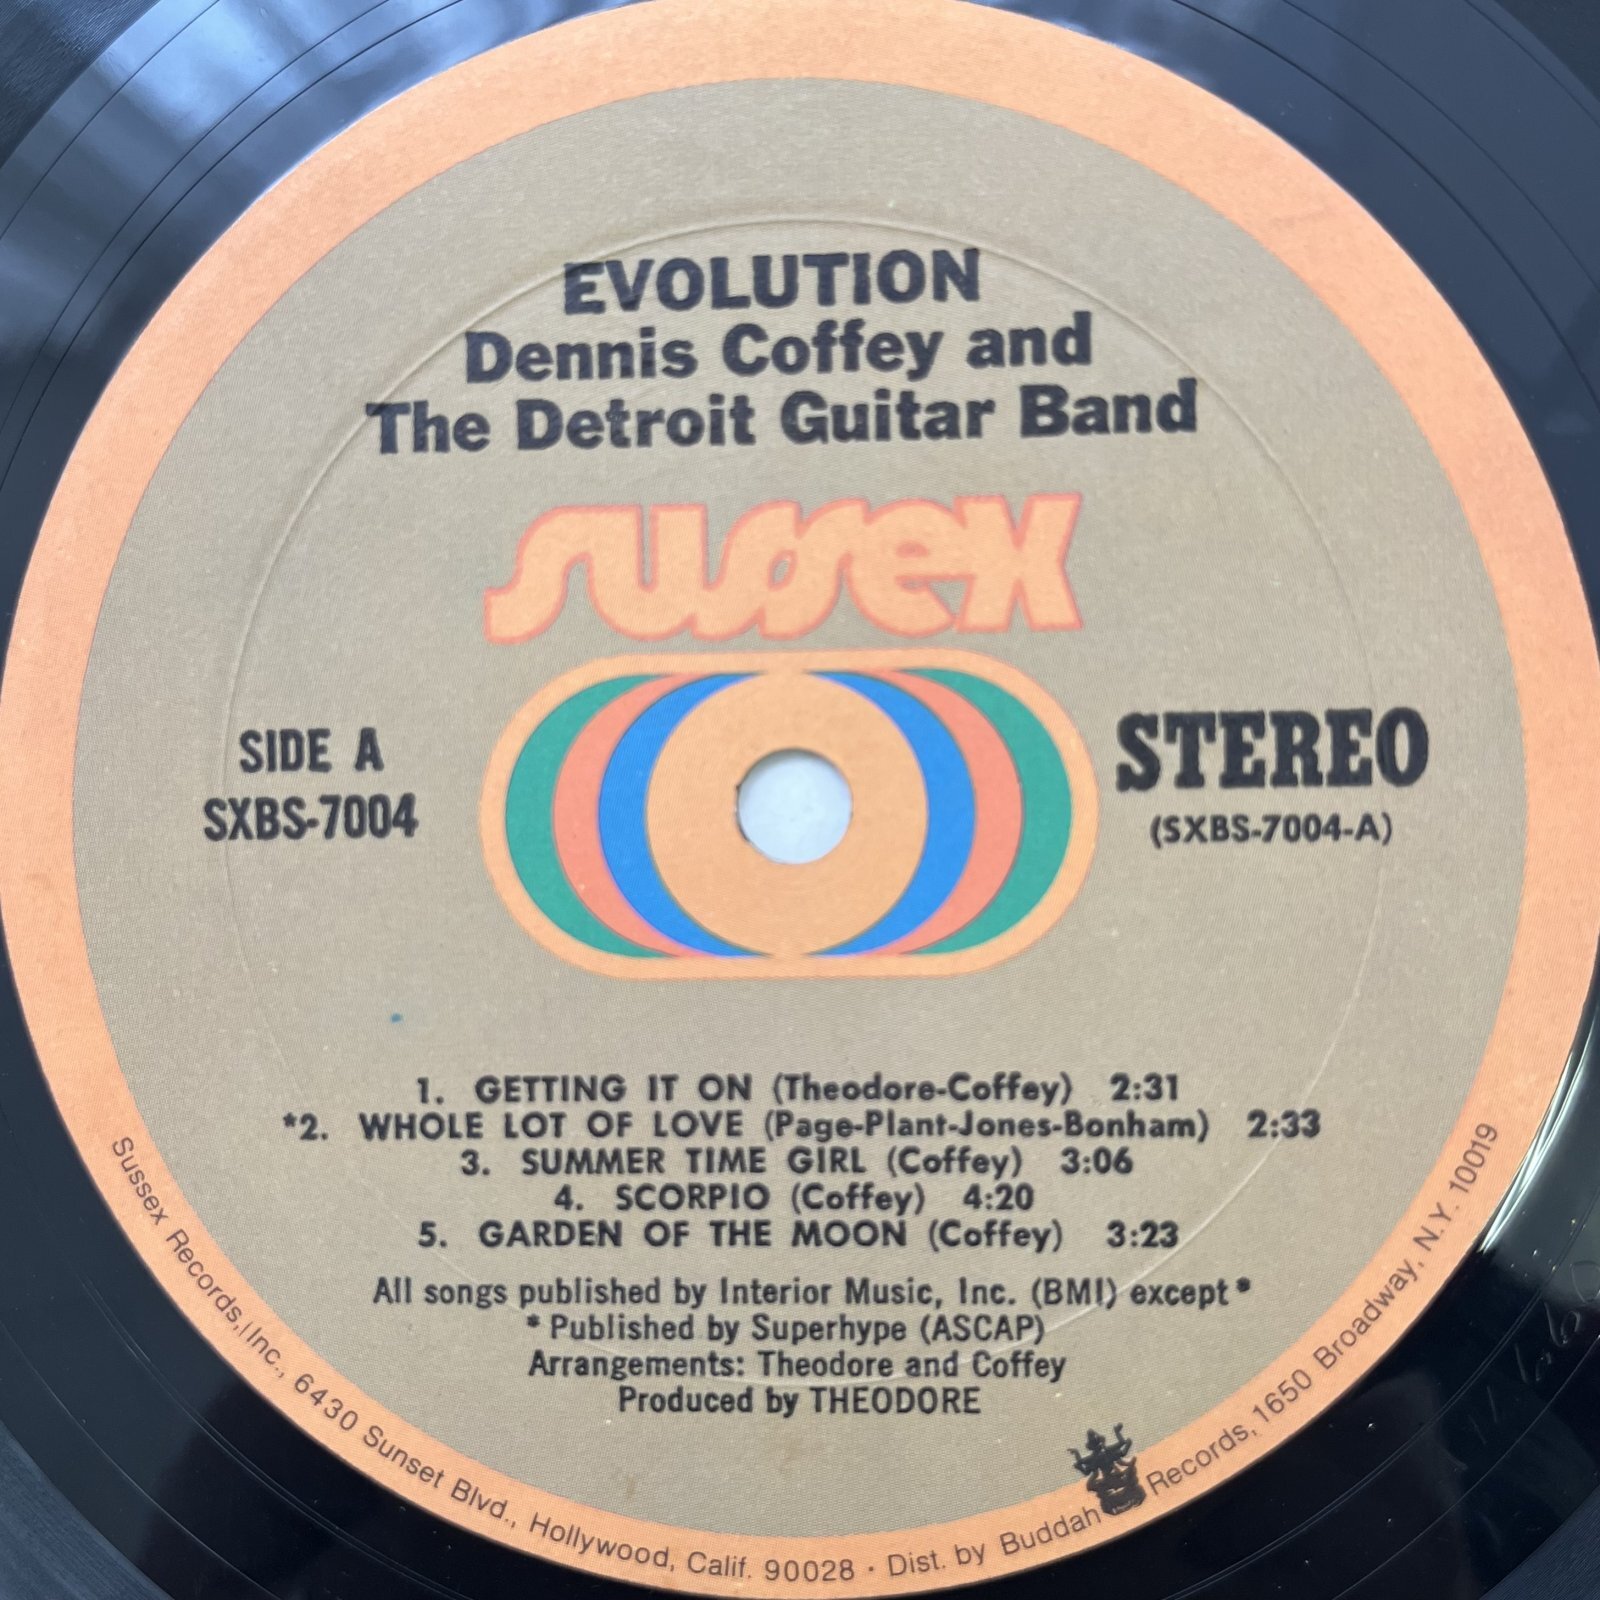 EVOLUTION
Dennis Coffey and
The Detroit Guitar Band
sussex
SIDE A
SXBS-7004
STEREO
(SXBS-7004-A)
1. GETTING IT ON (Theodore-Coffey) 2:31
*2. WHOLE LOT OF LOVE (Page-Plant-Jones-Bonham) 2:33
3. SUMMER TIME GIRL (Coffey) 3:06
4. SCORPIO (Coffey) 4:20
5. GARDEN OF THE MOON (Coffey) 3:23
All songs published by Interior Music, Inc. (BMI) except*
*Published by Superhype (ASCAP)
Arrangements: Theodore and Coffey
Produced by THEODORE
Sussex Records, Inc., 6430 Sunset Blvd., Hollywood, Calif. 90028 · Dist. by Buddah Records, 1650 Broadway, N.Y. 10019